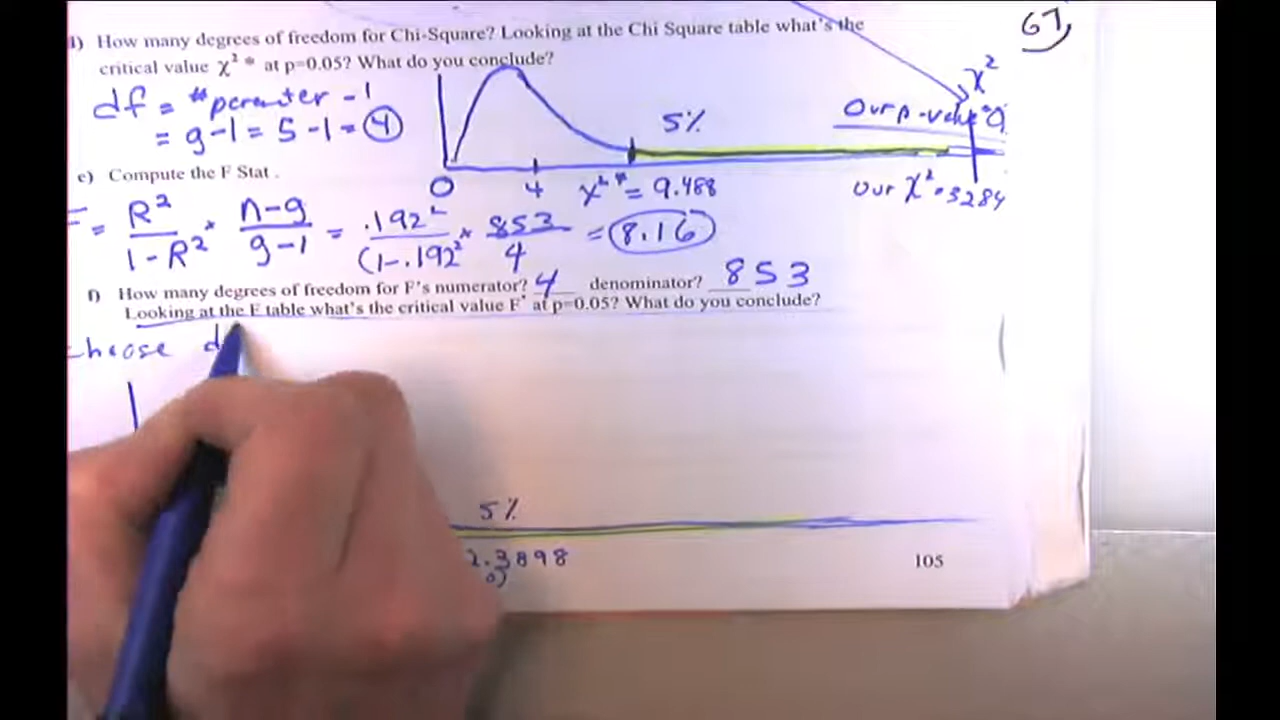 67
d) How many degrees of freedom for Chi-Square? Looking at the Chi Square table what's the
critical value χ²* at p=0.05? What do you conclude?
df = #perameter -1
= g-1 = 5-1 = 4
5%
0
4
χ²* = 9.488
χ²
Our p-value
Our χ² = 3284
e) Compute the F Stat .
= R² / 1-R² * n-g / g-1 = .192² / (1-.192² * 853 / 4 = 8.16
f) How many degrees of freedom for F's numerator? 4 denominator? 853
Looking at the F table what's the critical value F* at p=0.05? What do you conclude?
choose
5%
2.3898
105